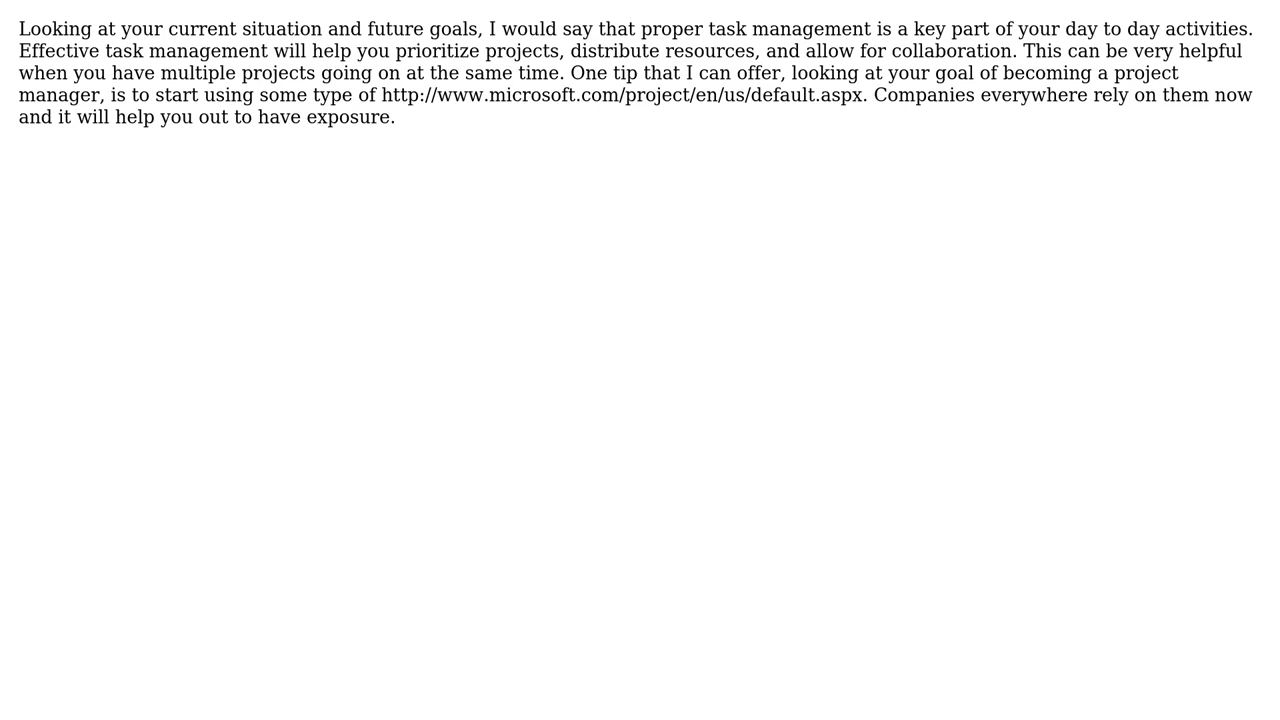 Looking at your current situation and future goals, I would say that proper task management is a key part of your day to day activities.
Effective task management will help you prioritize projects, distribute resources, and allow for collaboration. This can be very helpful
when you have multiple projects going on at the same time. One tip that I can offer, looking at your goal of becoming a project
manager, is to start using some type of http://www.microsoft.com/project/en/us/default.aspx. Companies everywhere rely on them now
and it will help you out to have exposure.